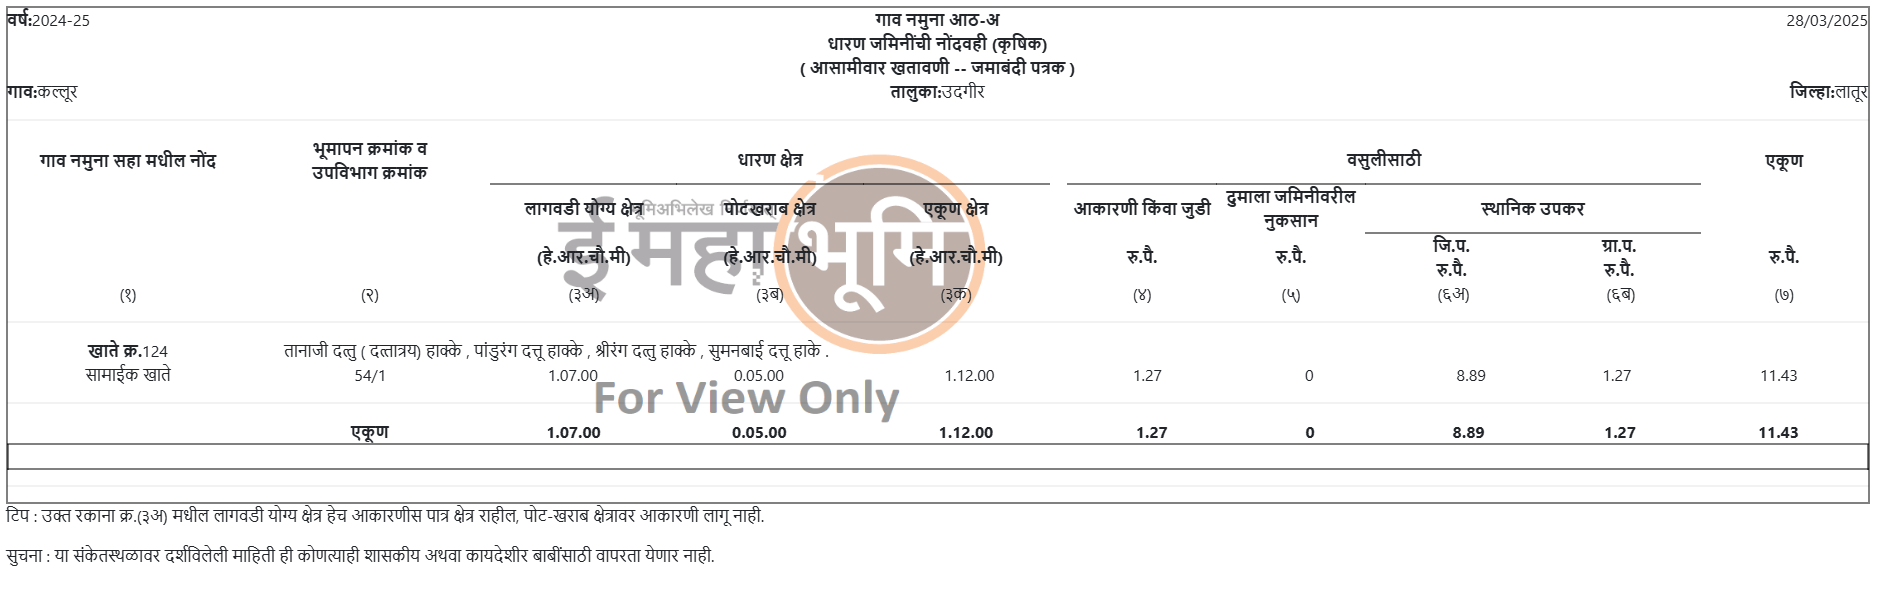 वर्ष:2024-25 गाव नमुना आठ-अ 28/03/2025
धारण जमिनींची नोंदवही (कृषिक)
( आसामीवार खतावणी -- जमाबंदी पत्रक )
गाव:कल्लूर तालुका:उदगीर जिल्हा:लातूर
गाव नमुना सहा मधील नोंद भूमापन क्रमांक व उपविभाग क्रमांक धारण क्षेत्र वसुलीसाठी एकूण
लागवडी योग्य क्षेत्र पोटखराब क्षेत्र एकूण क्षेत्र आकारणी किंवा जुडी दुमाला जमिनीवरील नुकसान स्थानिक उपकर
(हे.आर.चौ.मी) (हे.आर.चौ.मी) (हे.आर.चौ.मी) रु.पै. रु.पै. जि.प. रु.पै. ग्रा.प. रु.पै. रु.पै.
(१) (२) (३अ) (३ब) (३क) (४) (५) (६अ) (६ब) (७)
ई महाभूमि
खाते क्र.124 तानाजी दत्तु ( दत्तात्रय) हाक्के , पांडुरंग दत्तू हाक्के , श्रीरंग दत्तु हाक्के , सुमनबाई दत्तू हाके .
सामाईक खाते 54/1 1.07.00 0.05.00 1.12.00 1.27 0 8.89 1.27 11.43
For View Only
एकूण 1.07.00 0.05.00 1.12.00 1.27 0 8.89 1.27 11.43
टिप : उक्त रकाना क्र.(३अ) मधील लागवडी योग्य क्षेत्र हेच आकारणीस पात्र क्षेत्र राहील, पोट-खराब क्षेत्रावर आकारणी लागू नाही.
सुचना : या संकेतस्थळावर दर्शविलेली माहिती ही कोणत्याही शासकीय अथवा कायदेशीर बाबींसाठी वापरता येणार नाही.